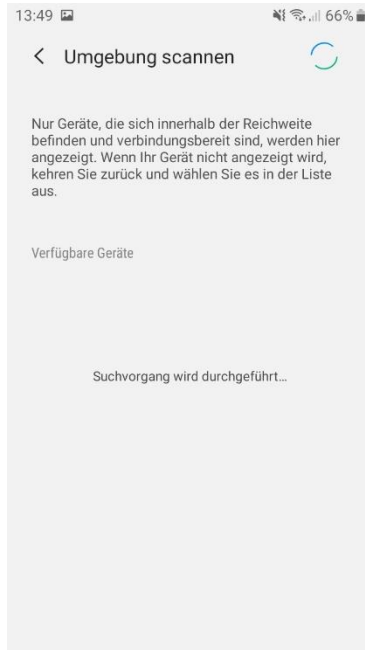 13:49 66%
Umgebung scannen
Nur Geräte, die sich innerhalb der Reichweite
befinden und verbindungsbereit sind, werden hier
angezeigt. Wenn Ihr Gerät nicht angezeigt wird,
kehren Sie zurück und wählen Sie es in der Liste
aus.
Verfügbare Geräte
Suchvorgang wird durchgeführt...